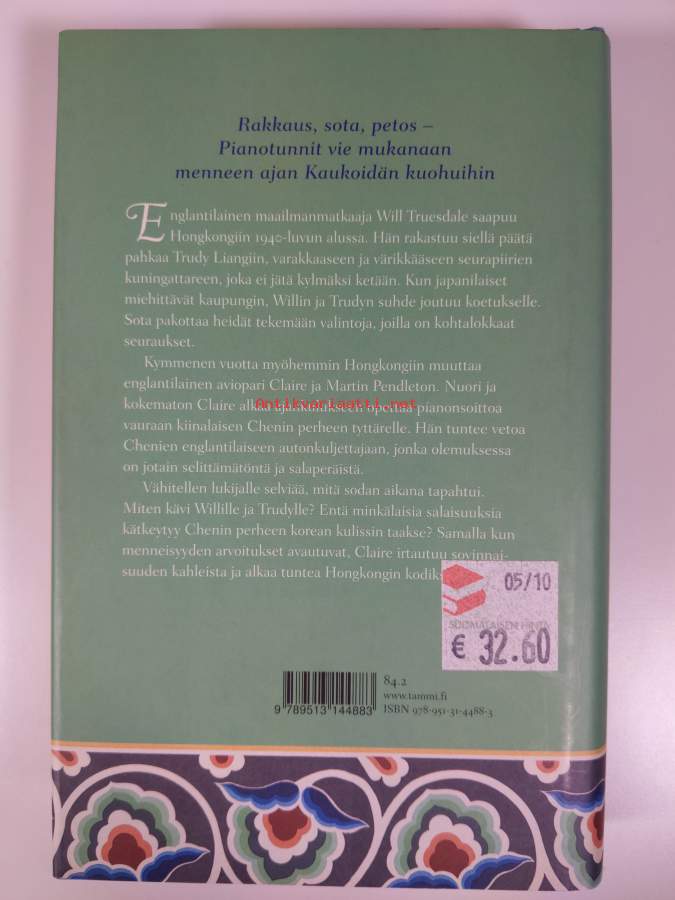 Rakkaus, sota, petos –
Pianotunnit vie mukanaan
menneen ajan Kaukoidän kuohuihin
Englantilainen maailmanmatkaaja Will Truesdale saapuu
Hongkongiin 1940-luvun alussa. Hän rakastuu siellä päätä
pahkaa Trudy Liangiin, varakkaaseen ja värikkääseen seurapiirien
kuningattareen, joka ei jätä kylmäksi ketään. Kun japanilaiset
miehittävät kaupungin, Willin ja Trudyn suhde joutuu koetukselle.
Sota pakottaa heidät tekemään valintoja, joilla on kohtalokkaat
seuraukset.
Kymmenen vuotta myöhemmin Hongkongiin muuttaa
englantilainen aviopari Claire ja Martin Pendleton. Nuori ja
kokematon Claire alkaa opettaa pianonsoittoa
Antikvariaatti.net
vauraan kiinalaisen Chenin perheen tyttärelle. Hän tuntee vetoa
Chenien englantilaiseen autonkuljettajaan, jonka olemuksessa
on jotain selittämätöntä ja salaperäistä.
Vähitellen lukijalle selviää, mitä sodan aikana tapahtui.
Miten kävi Willille ja Trudylle? Entä minkälaisia salaisuuksia
kätkeytyy Chenin perheen korean kulissin taakse? Samalla kun
menneisyyden arvoitukset avautuvat, Claire irtautuu sovinnai-
suuden kahleista ja alkaa tuntea Hongkongin kodiks
05/10
SUOMALAISEN HINTA
€ 32.60
84.2
www.tammi.fi
ISBN 978-951-31-4488-3
9 789513 144883